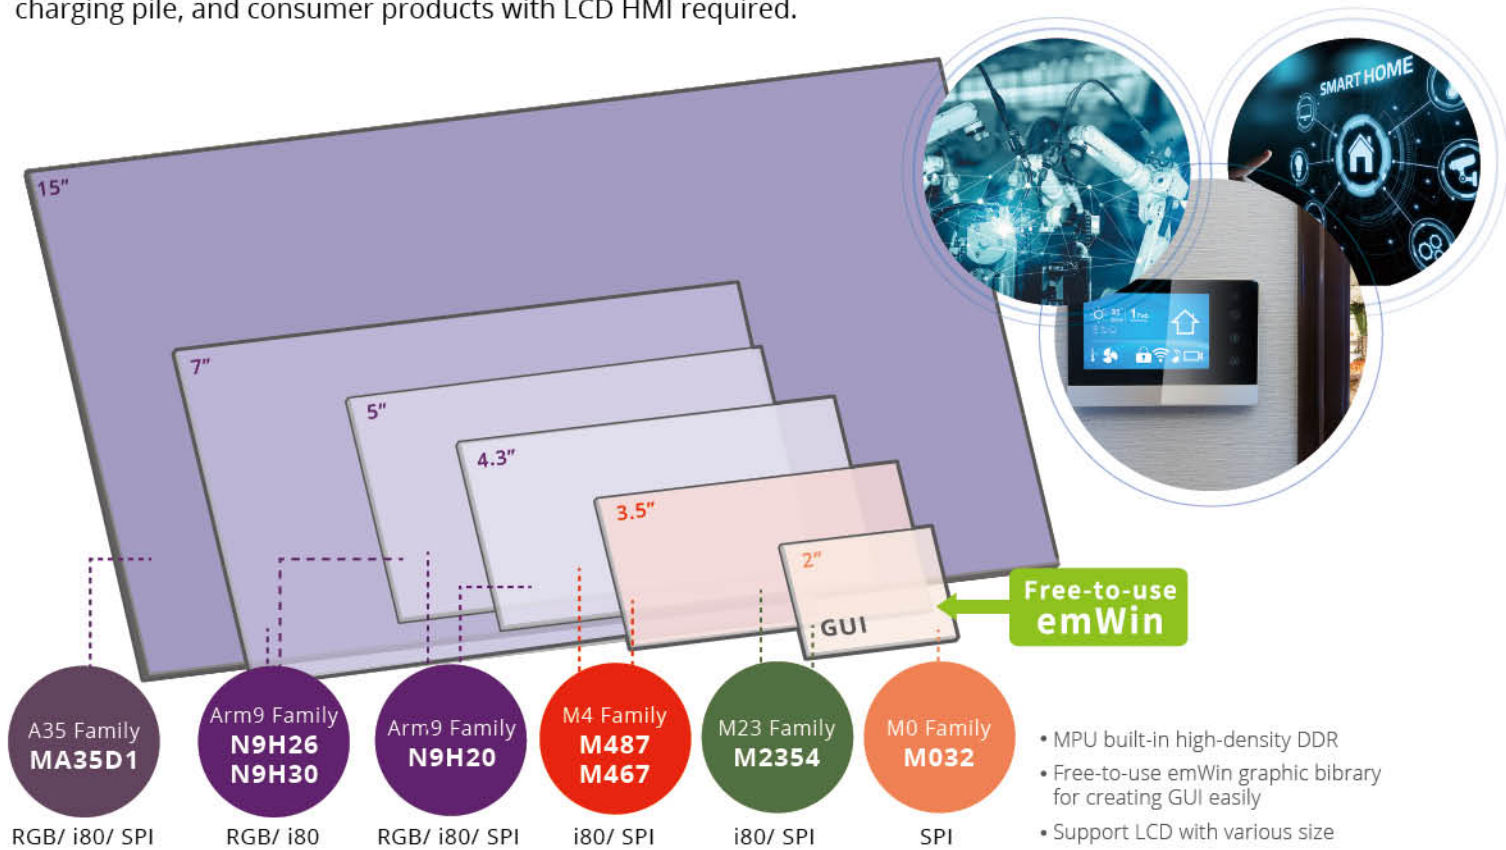 charging pile, and consumer products with LCD HMI required.
SMART HOME
15″
7″
5″
4.3″
3.5″
2″
GUI
Free-to-use
emWin
A35 Family
MA35D1
RGB/ i80/ SPI
Arm9 Family
N9H26
N9H30
RGB/ i80
Arm9 Family
N9H20
RGB/ i80/ SPI
M4 Family
M487
M467
i80/ SPI
M23 Family
M2354
i80/ SPI
M0 Family
M032
SPI
• MPU built-in high-density DDR
• Free-to-use emWin graphic bibrary
for creating GUI easily
• Support LCD with various size